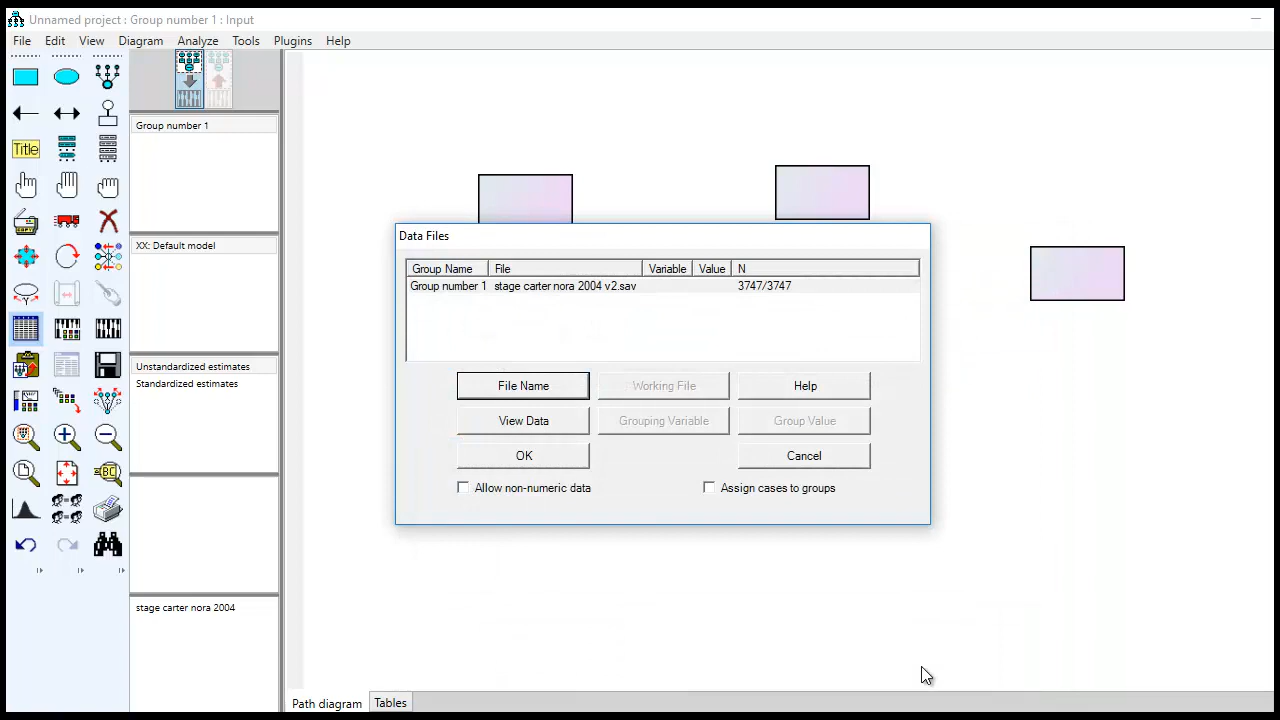 Unnamed project : Group number 1 : Input
File Edit View Diagram Analyze Tools Plugins Help
Title
Group number 1
XX: Default model
Unstandardized estimates
Standardized estimates
stage carter nora 2004
Data Files
Group Name File Variable Value N
Group number 1 stage carter nora 2004 v2.sav 3747/3747
File Name Working File Help
View Data Grouping Variable Group Value
OK Cancel
Allow non-numeric data Assign cases to groups
Path diagram Tables